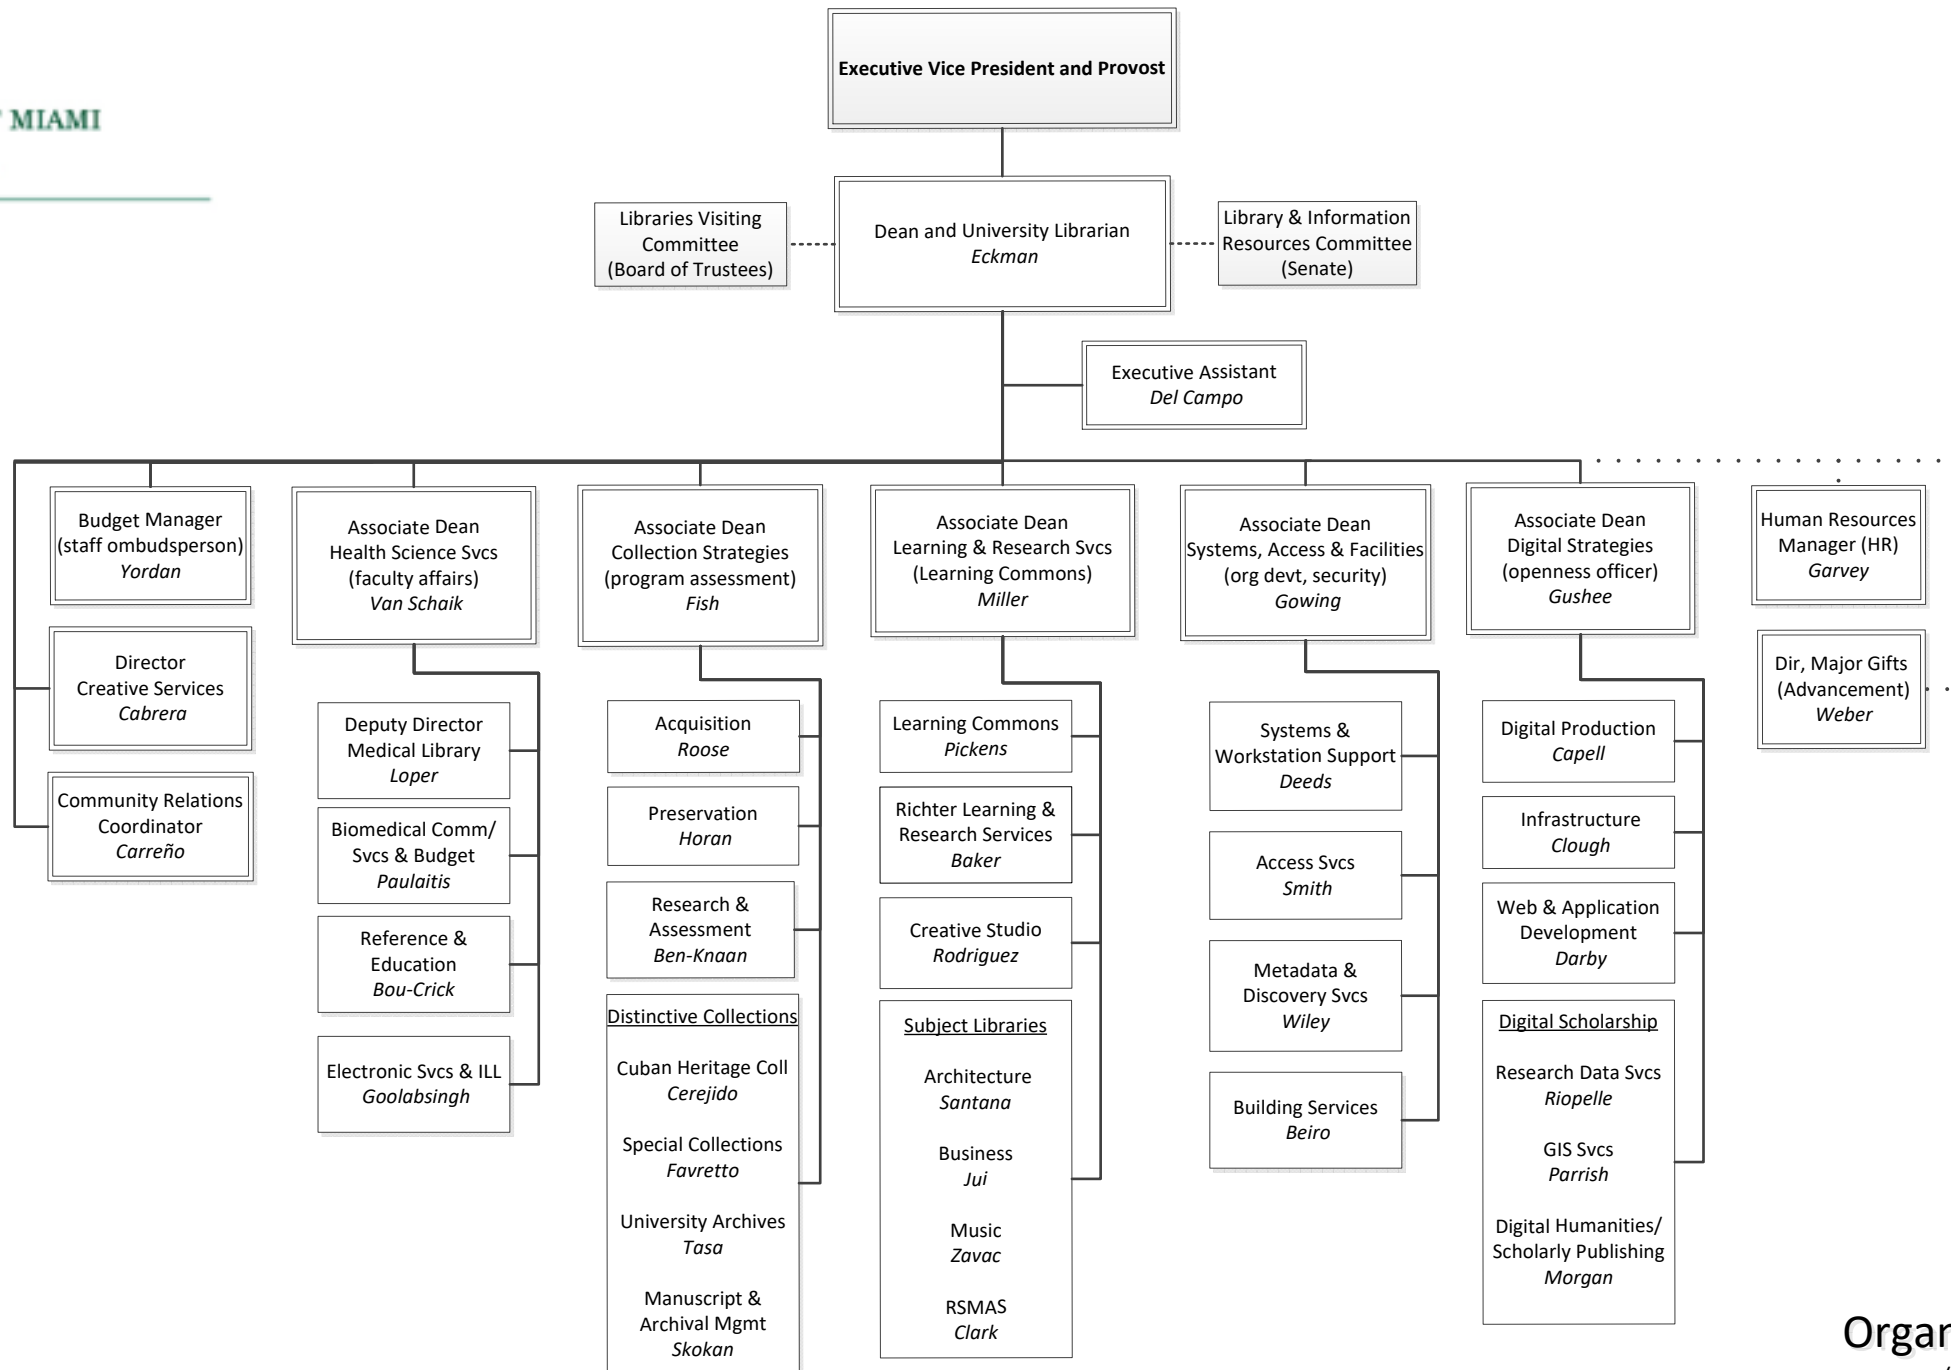 MIAMI
Executive Vice President and Provost
Libraries Visiting
Committee
(Board of Trustees)
Dean and University Librarian
Eckman
Library & Information
Resources Committee
(Senate)
Executive Assistant
Del Campo
Budget Manager
(staff ombudsperson)
Yordan
Director
Creative Services
Cabrera
Community Relations
Coordinator
Carreño
Associate Dean
Health Science Svcs
(faculty affairs)
Van Schaik
Deputy Director
Medical Library
Loper
Biomedical Comm/
Svcs & Budget
Paulaitis
Reference &
Education
Bou-Crick
Electronic Svcs & ILL
Goolabsingh
Associate Dean
Collection Strategies
(program assessment)
Fish
Acquisition
Roose
Preservation
Horan
Research &
Assessment
Ben-Knaan
Distinctive Collections
Cuban Heritage Coll
Cerejido
Special Collections
Favretto
University Archives
Tasa
Manuscript &
Archival Mgmt
Skokan
Associate Dean
Learning & Research Svcs
(Learning Commons)
Miller
Learning Commons
Pickens
Richter Learning &
Research Services
Baker
Creative Studio
Rodriguez
Subject Libraries
Architecture
Santana
Business
Jui
Music
Zavac
RSMAS
Clark
Associate Dean
Systems, Access & Facilities
(org devt, security)
Gowing
Systems &
Workstation Support
Deeds
Access Svcs
Smith
Metadata &
Discovery Svcs
Wiley
Building Services
Beiro
Associate Dean
Digital Strategies
(openness officer)
Gushee
Digital Production
Capell
Infrastructure
Clough
Web & Application
Development
Darby
Digital Scholarship
Research Data Svcs
Riopelle
GIS Svcs
Parrish
Digital Humanities/
Scholarly Publishing
Morgan
Human Resources
Manager (HR)
Garvey
Dir, Major Gifts
(Advancement)
Weber